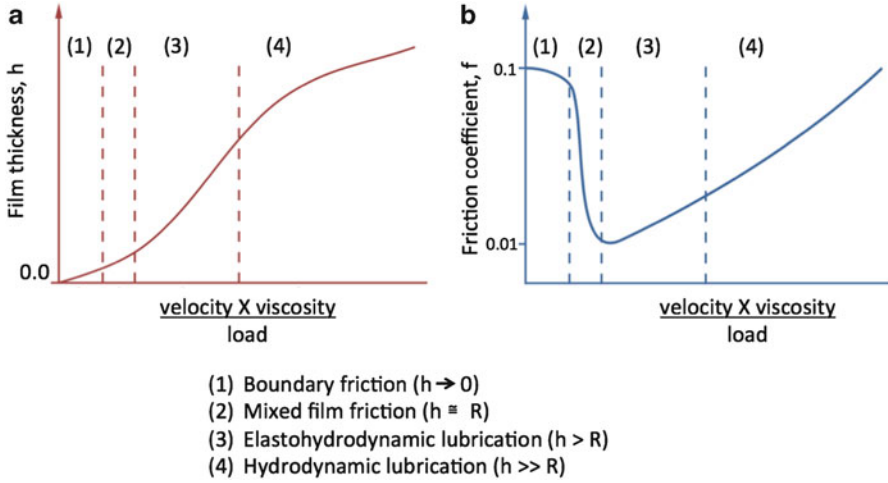 a
(1) (2) (3) (4)
Film thickness, h
0.0
velocity X viscosity
load
b
(1) (2) (3) (4)
Friction coefficient, f
0.1
0.01
velocity X viscosity
load
(1) Boundary friction (h → 0)
(2) Mixed film friction (h ≅ R)
(3) Elastohydrodynamic lubrication (h > R)
(4) Hydrodynamic lubrication (h >> R)